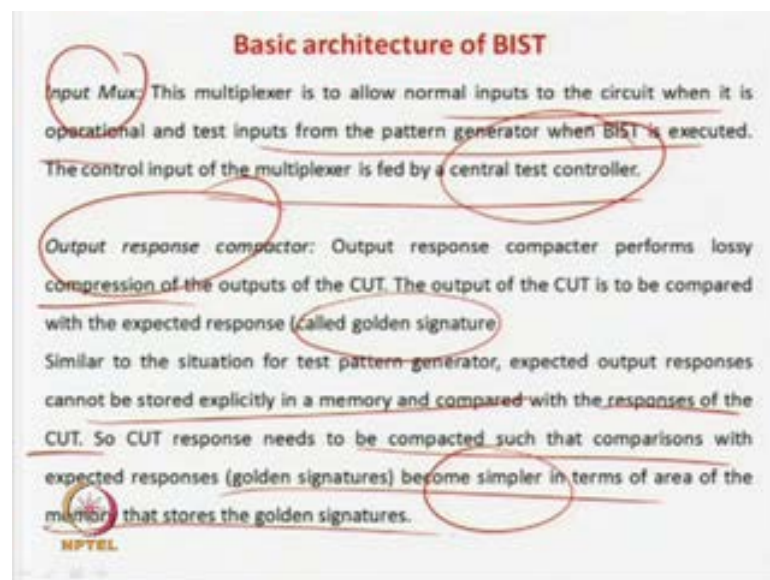 Basic architecture of BIST
Input Mux: This multiplexer is to allow normal inputs to the circuit when it is
operational and test inputs from the pattern generator when BIST is executed.
The control input of the multiplexer is fed by a central test controller.
Output response compactor: Output response compacter performs lossy
compression of the outputs of the CUT. The output of the CUT is to be compared
with the expected response (called golden signature
Similar to the situation for test pattern generator, expected output responses
cannot be stored explicitly in a memory and compared with the responses of the
CUT. So CUT response needs to be compacted such that comparisons with
expected responses (golden signatures) become simpler in terms of area of the
memory that stores the golden signatures.
NPTEL